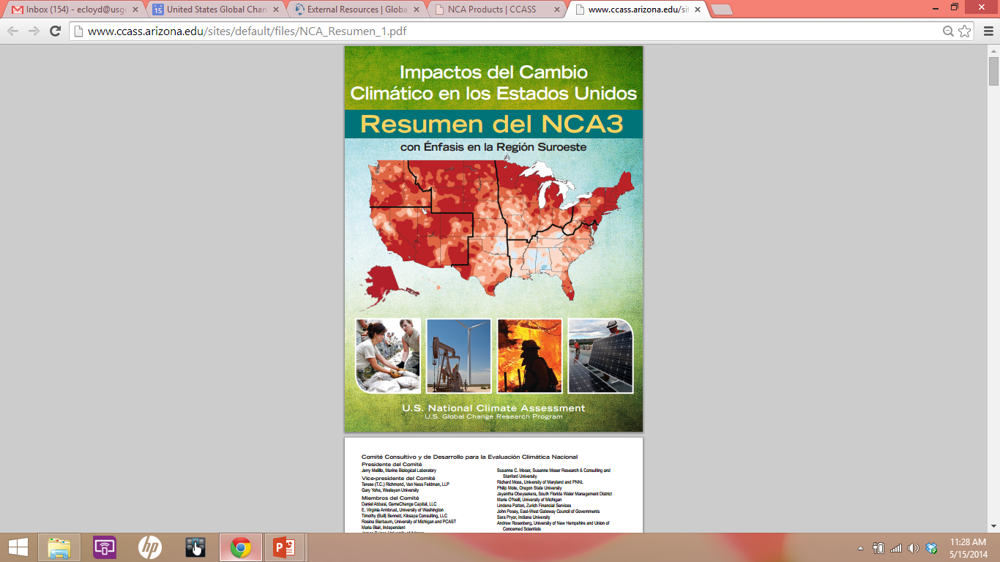 Inbox (154) - ecloyd@usg
15 United States Global Chan
External Resources | Globa
NCA Products | CCASS
www.ccass.arizona.edu/sit
www.ccass.arizona.edu/sites/default/files/NCA_Resumen_1.pdf
Impactos del Cambio
Climático en los Estados Unidos
Resumen del NCA3
con Énfasis en la Región Suroeste
U.S. National Climate Assessment
U.S. Global Change Research Program
Comité Consultivo y de Desarrollo para la Evaluación Climática Nacional
Presidente del Comité
Jerry Melillo, Marine Biological Laboratory
Vice-presidente del Comité
Terese (T.C.) Richmond, Van Ness Feldman, LLP
Gary Yohe, Wesleyan University
Miembros del Comité
Daniel Abbasi, GameChange Capital, LLC
E. Virginia Armbrust, University of Washington
Timothy (Bull) Bennett, Kiksapa Consulting, LLC
Rosina Bierbaum, University of Michigan and PCAST
Maria Blair, Independent
Susanne C. Moser, Susanne Moser Research & Consulting and
Stanford University
Richard Moss, University of Maryland and PNNL
Philip Mote, Oregon State University
Jayantha Obeysekera, South Florida Water Management District
Marie O'Neill, University of Michigan
Lindene Patton, Zurich Financial Services
John Posey, East-West Gateway Council of Governments
Sara Pryor, Indiana University
Andrew Rosenberg, University of New Hampshire and Union of
Concerned Scientists
hp
11:28 AM
5/15/2014